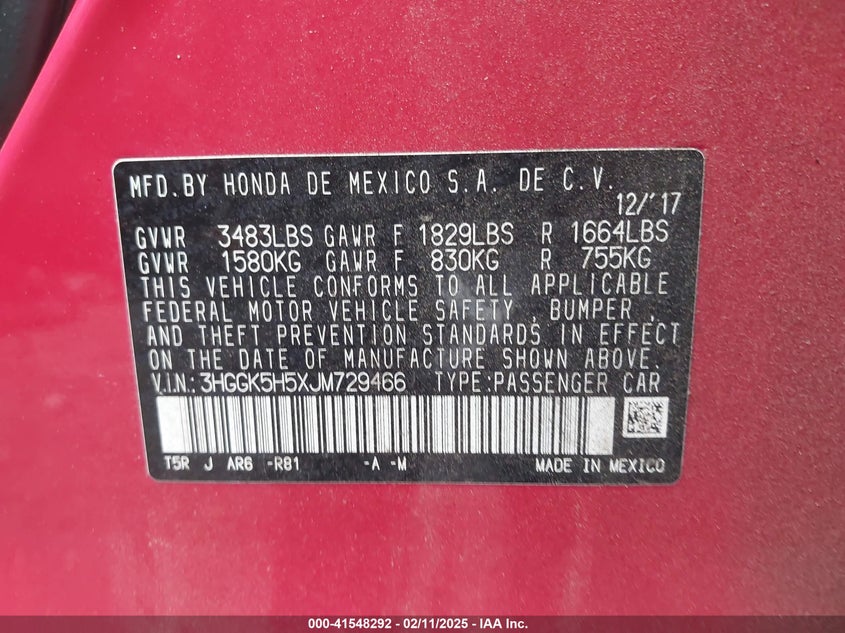 MFD.BY HONDA DE MEXICO S.A. DE C.V.
12/'17
GVWR 3483LBS GAWR F 1829LBS R 1664LBS
GVWR 1580KG GAWR F 830KG R 755KG
THIS VEHICLE CONFORMS TO ALL APPLICABLE
FEDERAL MOTOR VEHICLE SAFETY , BUMPER ,
AND THEFT PREVENTION STANDARDS IN EFFECT
ON THE DATE OF MANUFACTURE SHOWN ABOVE.
V.I.N.: 3HGGK5H5XJM729466 TYPE:PASSENGER CAR
T5R J AR6 -R81 -A -M MADE IN MEXICO
000-41548292 - 02/11/2025 - IAA Inc.